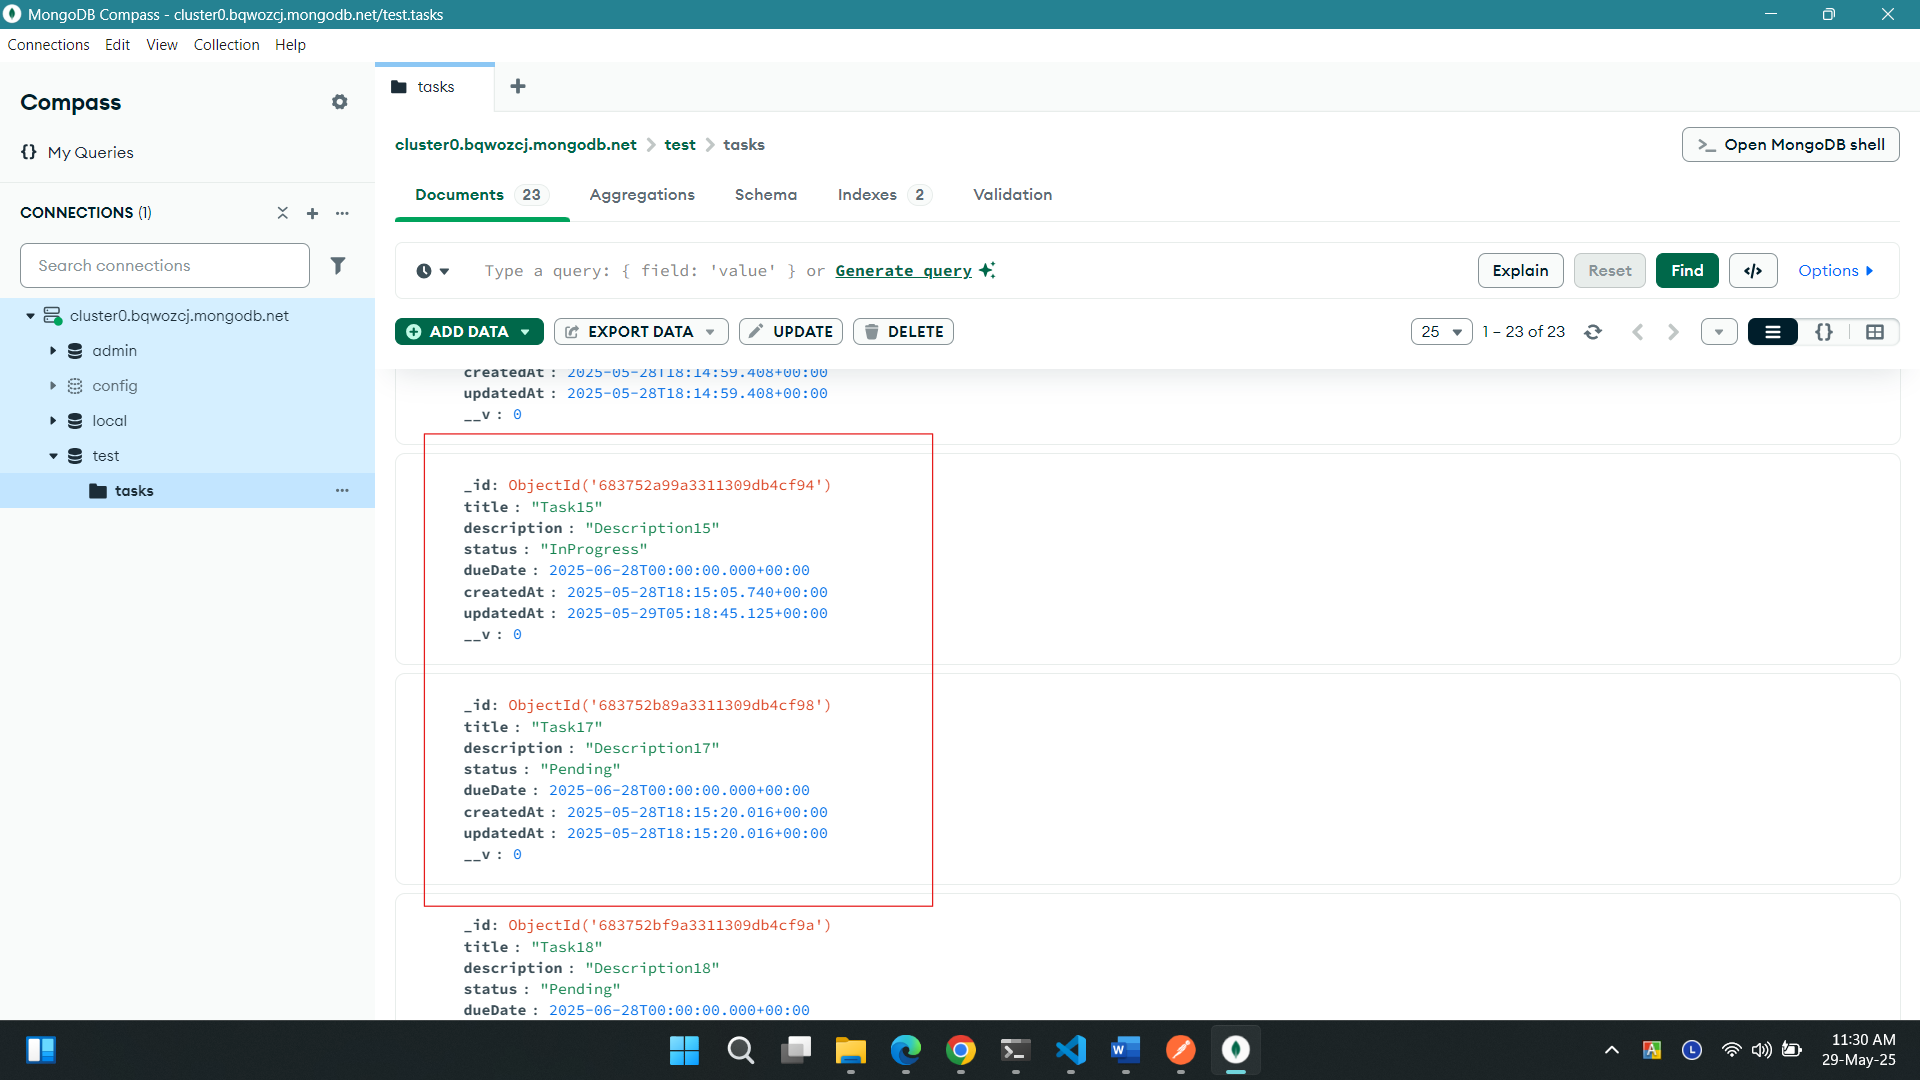 MongoDB Compass - cluster0.bqwozcj.mongodb.net/test.tasks
Connections Edit View Collection Help
Compass
My Queries
CONNECTIONS (1)
Search connections
cluster0.bqwozcj.mongodb.net
admin
config
local
test
tasks
tasks
cluster0.bqwozcj.mongodb.net > test > tasks
Open MongoDB shell
Documents 23 Aggregations Schema Indexes 2 Validation
Type a query: { field: 'value' } or Generate query
Explain Reset Find </> Options
ADD DATA EXPORT DATA UPDATE DELETE
25 1 – 23 of 23 {}
createdAt : 2025-05-28T18:14:59.408+00:00
updatedAt : 2025-05-28T18:14:59.408+00:00
__v : 0
_id: ObjectId('683752a99a3311309db4cf94')
title : "Task15"
description : "Description15"
status : "InProgress"
dueDate : 2025-06-28T00:00:00.000+00:00
createdAt : 2025-05-28T18:15:05.740+00:00
updatedAt : 2025-05-29T05:18:45.125+00:00
__v : 0
_id: ObjectId('683752b89a3311309db4cf98')
title : "Task17"
description : "Description17"
status : "Pending"
dueDate : 2025-06-28T00:00:00.000+00:00
createdAt : 2025-05-28T18:15:20.016+00:00
updatedAt : 2025-05-28T18:15:20.016+00:00
__v : 0
_id: ObjectId('683752bf9a3311309db4cf9a')
title : "Task18"
description : "Description18"
status : "Pending"
dueDate : 2025-06-28T00:00:00.000+00:00
11:30 AM
29-May-25